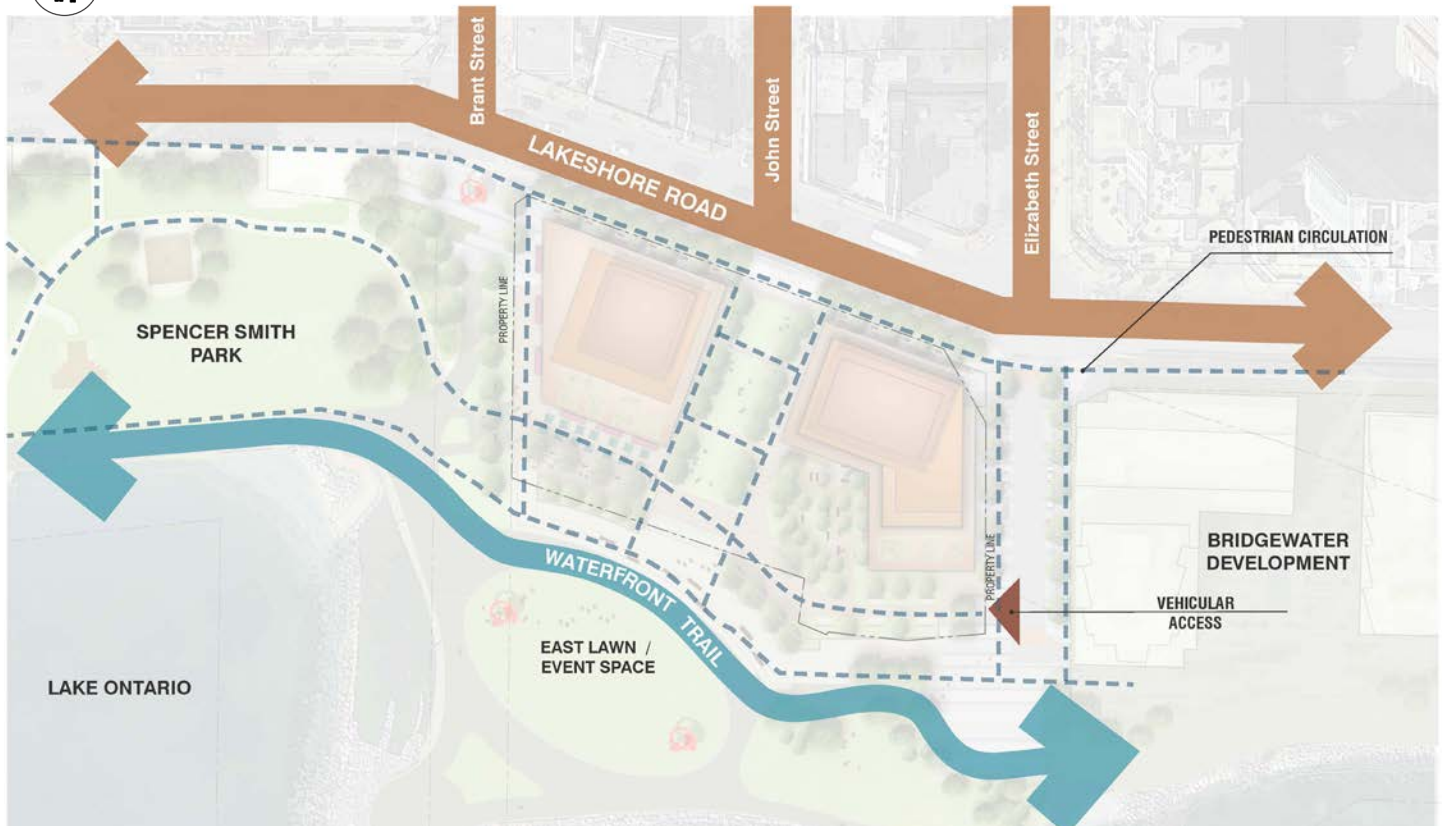 Brant Street
John Street
Elizabeth Street
LAKESHORE ROAD
PEDESTRIAN CIRCULATION
PROPERTY LINE
SPENCER SMITH
PARK
BRIDGEWATER
DEVELOPMENT
PROPERTY LINE
WATERFRONT TRAIL
VEHICULAR
ACCESS
EAST LAWN /
EVENT SPACE
LAKE ONTARIO